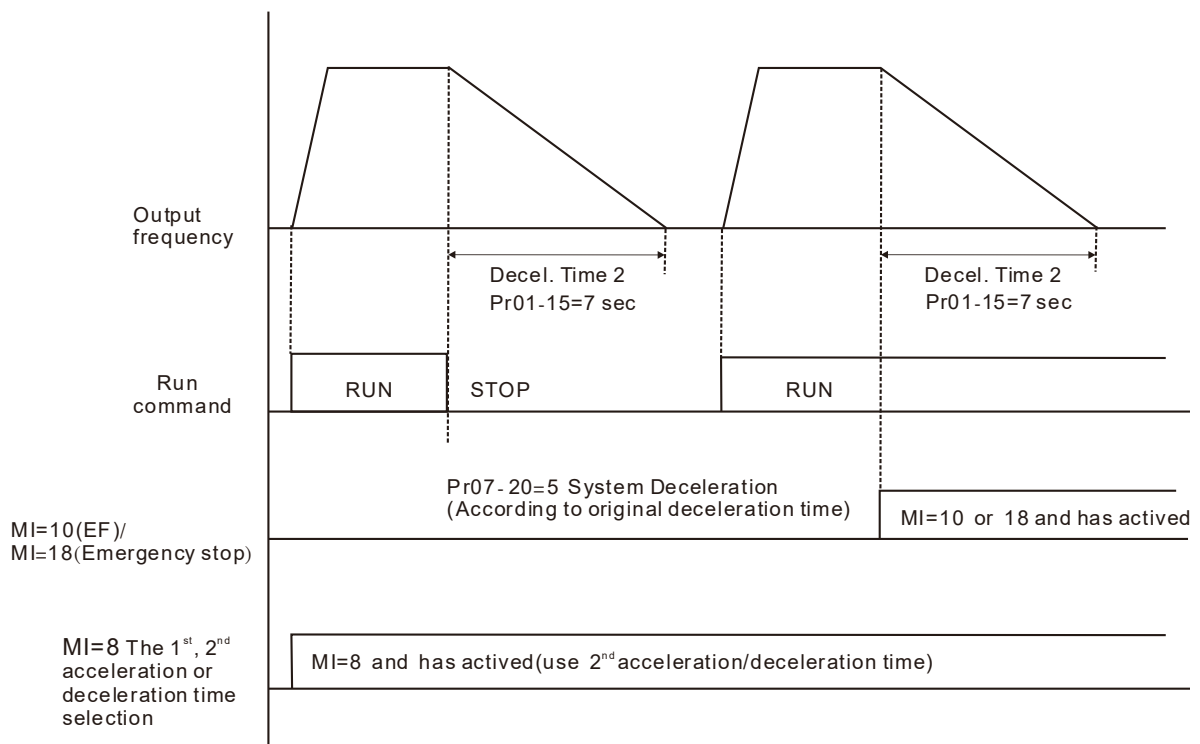 Output
frequency
Decel. Time 2
Pr01-15=7 sec
Decel. Time 2
Pr01-15=7 sec
Run
command
RUN
STOP
RUN
Pr07-20=5 System Deceleration
(According to original deceleration time)
MI=10(EF)/
MI=18(Emergency stop)
MI=10 or 18 and has actived
MI=8 The 1st, 2nd
acceleration or
deceleration time
selection
MI=8 and has actived(use 2nd acceleration/deceleration time)